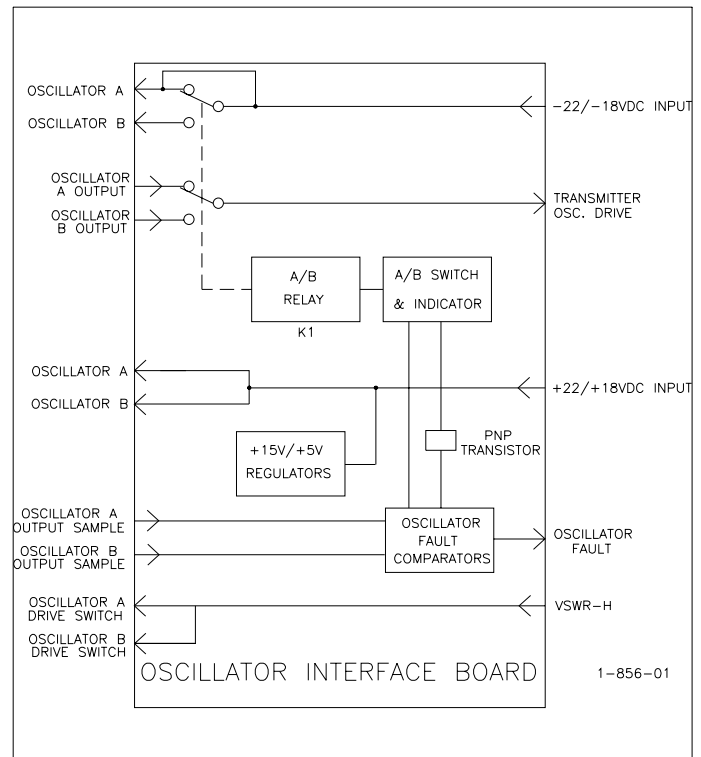 OSCILLATOR A
-22/-18VDC INPUT
OSCILLATOR B
OSCILLATOR
A OUTPUT
TRANSMITTER
OSC. DRIVE
OSCILLATOR
B OUTPUT
A/B
RELAY
K1
A/B SWITCH
& INDICATOR
OSCILLATOR A
+22/+18VDC INPUT
OSCILLATOR B
+15V/+5V
REGULATORS
PNP
TRANSISTOR
OSCILLATOR A
OUTPUT SAMPLE
OSCILLATOR B
OUTPUT SAMPLE
OSCILLATOR
FAULT
COMPARATORS
OSCILLATOR
FAULT
OSCILLATOR A
DRIVE SWITCH
VSWR-H
OSCILLATOR B
DRIVE SWITCH
OSCILLATOR INTERFACE BOARD
1-856-01